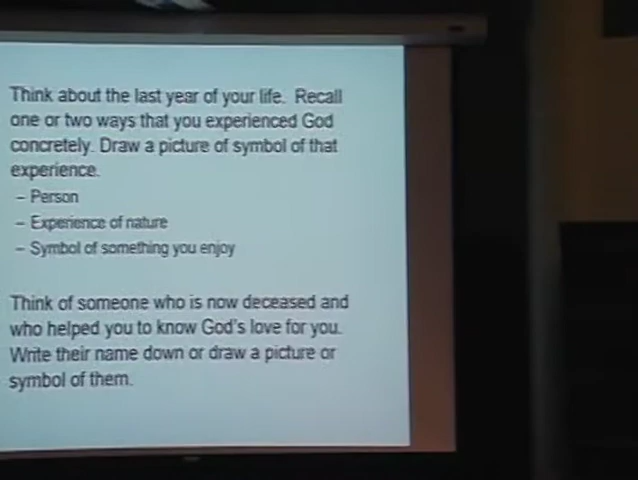 Think about the last year of your life. Recall
one or two ways that you experienced God
concretely. Draw a picture of symbol of that
experience.
– Person
– Experience of nature
– Symbol of something you enjoy
Think of someone who is now deceased and
who helped you to know God's love for you.
Write their name down or draw a picture or
symbol of them.